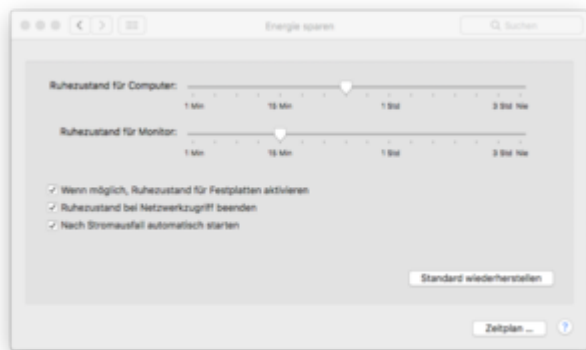 Energie sparen
Suchen
Ruhezustand für Computer:
1 Min 15 Min 1 Std 3 Std Nie
Ruhezustand für Monitor:
1 Min 15 Min 1 Std 3 Std Nie
Wenn möglich, Ruhezustand für Festplatten aktivieren
Ruhezustand bei Netzwerkzugriff beenden
Nach Stromausfall automatisch starten
Standard wiederherstellen
Zeitplan ... ?